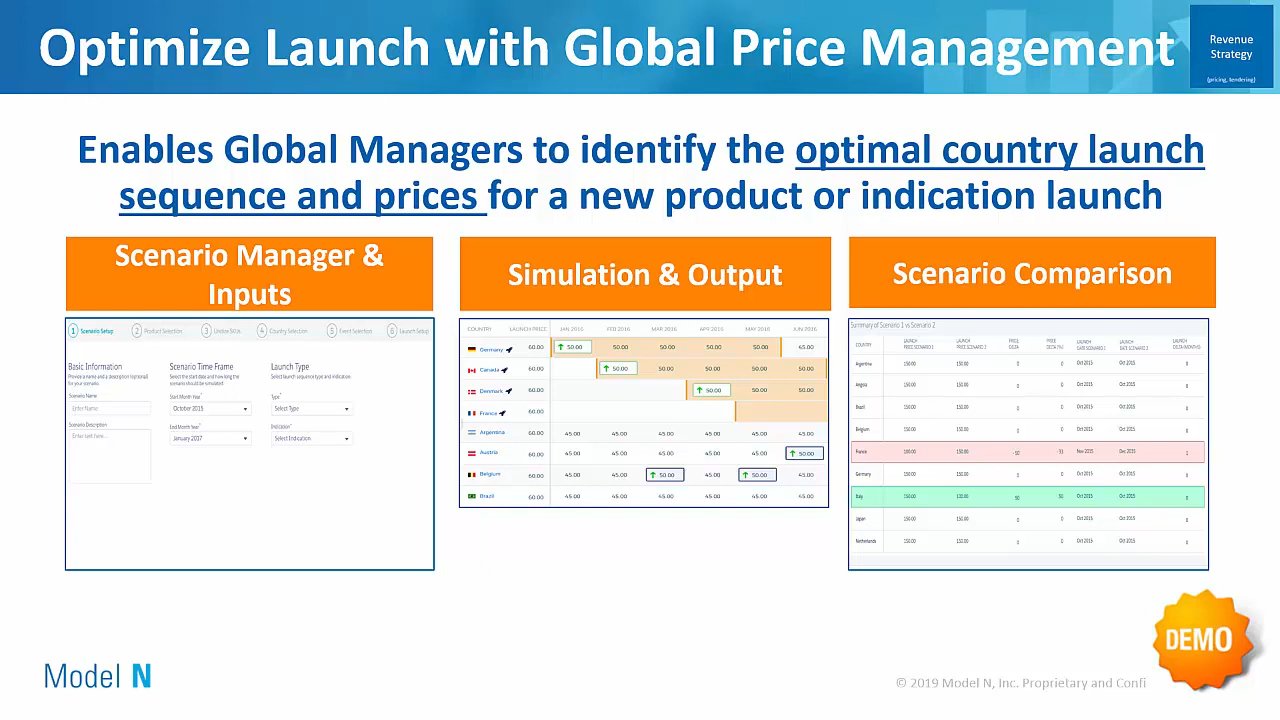 Optimize Launch with Global Price Management
Revenue
Strategy
(pricing, tendering)
Enables Global Managers to identify the optimal country launch
sequence and prices for a new product or indication launch
Scenario Manager &
Inputs
Simulation & Output
Scenario Comparison
1 Scenario Setup 2 Product Selection 3 Unlaunched 4 Country Selection 5 Event Selection 6 Launch Setup
Basic Information Scenario Time Frame Launch Type
Provide a name and a description (optional) Select the start date and how long the Select launch sequence type and indication.
for your scenario. scenario should be simulated
Scenario Name Start Month Year* Type*
Enter Name October 2015 Select Type
Scenario Description End Month Year* Indication*
Enter text here... January 2017 Select Indication
COUNTRY LAUNCH PRICE JAN 2016 FEB 2016 MAR 2016 APR 2016 MAY 2016 JUN 2016
Germany 60.00 50.00 50.00 50.00 50.00 50.00 65.00
Canada 60.00 50.00 50.00 50.00 50.00 50.00
Denmark 60.00 50.00 50.00 50.00
France 60.00
Argentina 60.00 45.00 45.00 45.00 45.00 45.00 45.00
Austria 60.00 45.00 45.00 45.00 45.00 45.00 50.00
Belgium 60.00 45.00 45.00 50.00 45.00 50.00 45.00
Brazil 60.00 45.00 45.00 45.00 45.00 45.00 45.00
Summary of Scenario 1 vs Scenario 2
COUNTRY LAUNCH PRICE SCENARIO 1 LAUNCH PRICE SCENARIO 2 PRICE DELTA PRICE DELTA (%) LAUNCH DATE SCENARIO 1 LAUNCH DATE SCENARIO 2 LAUNCH DELTA (MONTHS)
Argentina 150.00 150.00 0 0 Oct 2015 Oct 2015 0
Angola 150.00 150.00 0 0 Oct 2015 Oct 2015 0
Brazil 150.00 150.00 0 0 Oct 2015 Oct 2015 0
Belgium 150.00 150.00 0 0 Oct 2015 Oct 2015 0
France 100.00 150.00 Nov 2015 Dec 2015 1
Germany 150.00 150.00 0 0 Oct 2015 Oct 2015 0
Italy 150.00 100.00 50 50 Oct 2015 Oct 2015 0
Japan 150.00 150.00 0 0 Oct 2015 Oct 2015 0
Netherlands 150.00 150.00 0 0 Oct 2015 Oct 2015 0
DEMO
Model N
© 2019 Model N, Inc. Proprietary and Confi